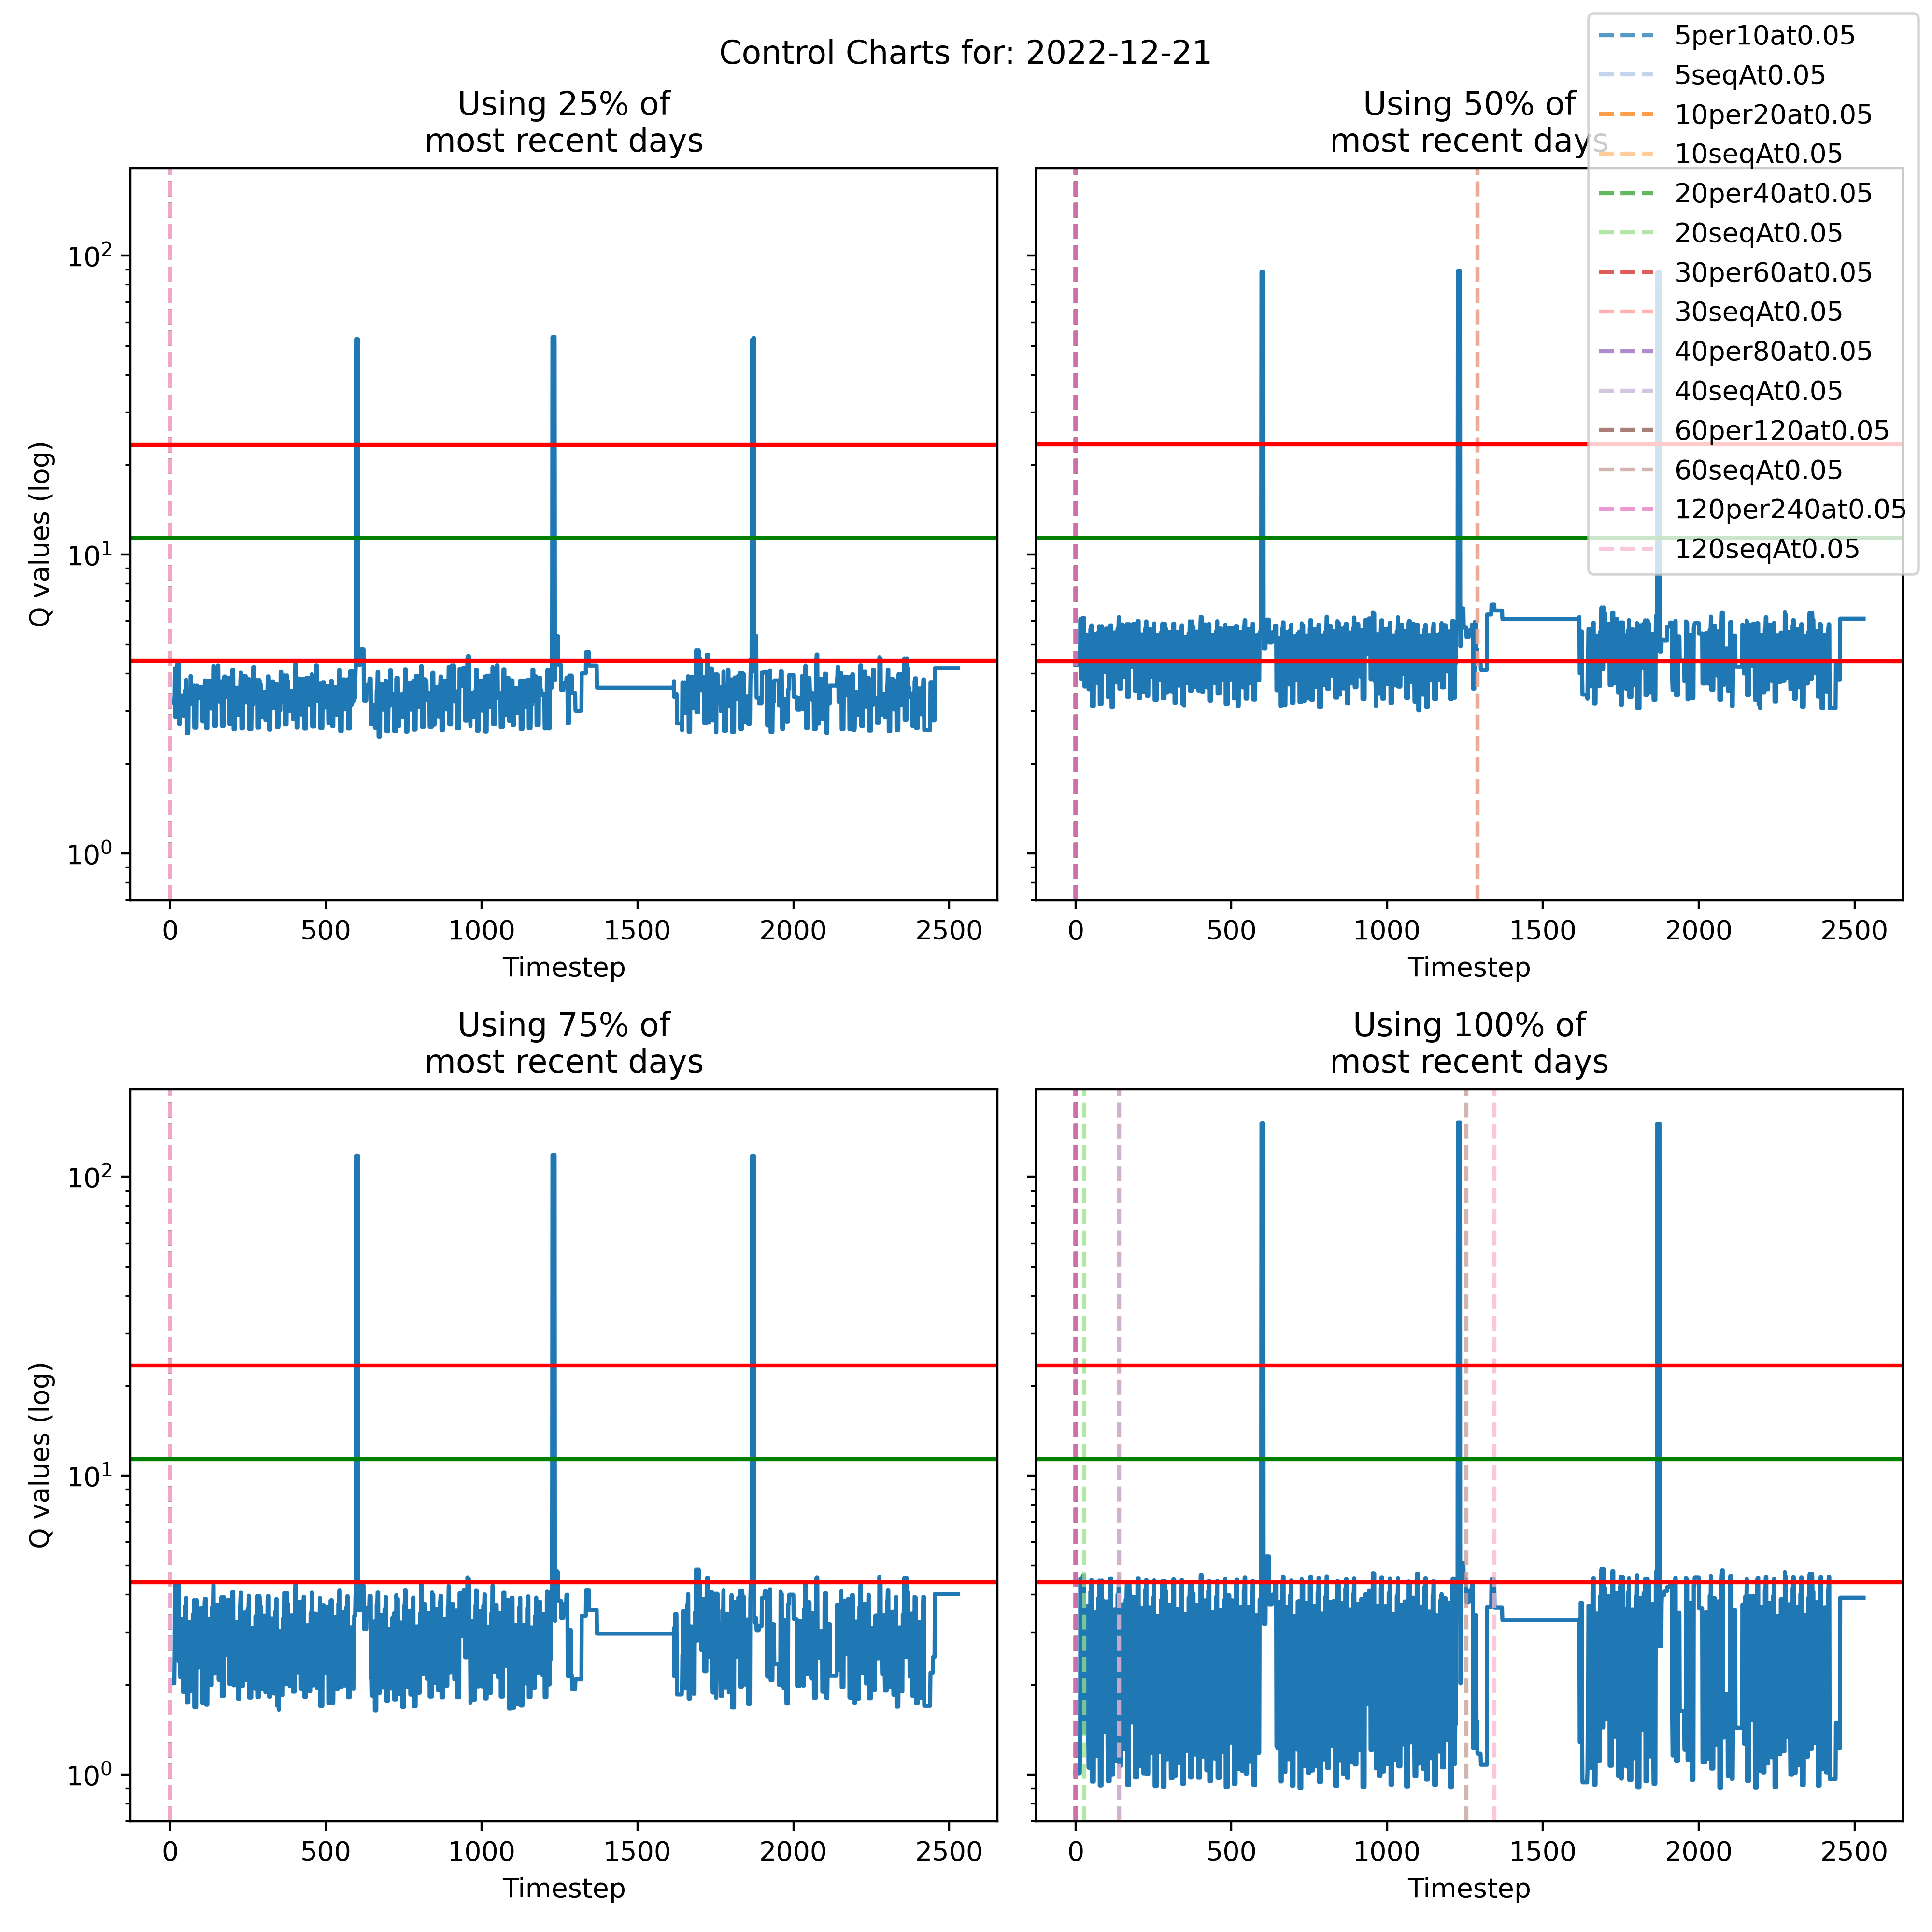 Control Charts for: 2022-12-21
5per10at0.05
5seqAt0.05
10per20at0.05
10seqAt0.05
20per40at0.05
20seqAt0.05
30per60at0.05
30seqAt0.05
40per80at0.05
40seqAt0.05
60per120at0.05
60seqAt0.05
120per240at0.05
120seqAt0.05
Using 25% of
most recent days
Q values (log)
10²
10¹
10⁰
0 500 1000 1500 2000 2500
Timestep
Using 50% of
most recent days
0 500 1000 1500 2000 2500
Timestep
Using 75% of
most recent days
Q values (log)
10²
10¹
10⁰
0 500 1000 1500 2000 2500
Timestep
Using 100% of
most recent days
0 500 1000 1500 2000 2500
Timestep